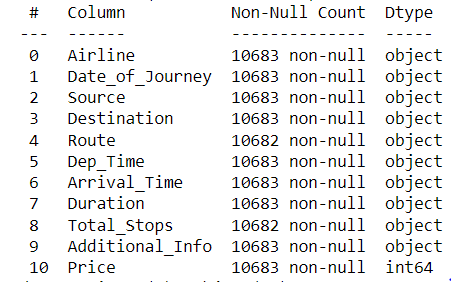 #   Column           Non-Null Count  Dtype
---  ------           --------------  -----
0   Airline          10683 non-null  object
1   Date_of_Journey  10683 non-null  object
2   Source           10683 non-null  object
3   Destination      10683 non-null  object
4   Route            10682 non-null  object
5   Dep_Time         10683 non-null  object
6   Arrival_Time     10683 non-null  object
7   Duration         10683 non-null  object
8   Total_Stops      10682 non-null  object
9   Additional_Info  10683 non-null  object
10  Price            10683 non-null  int64